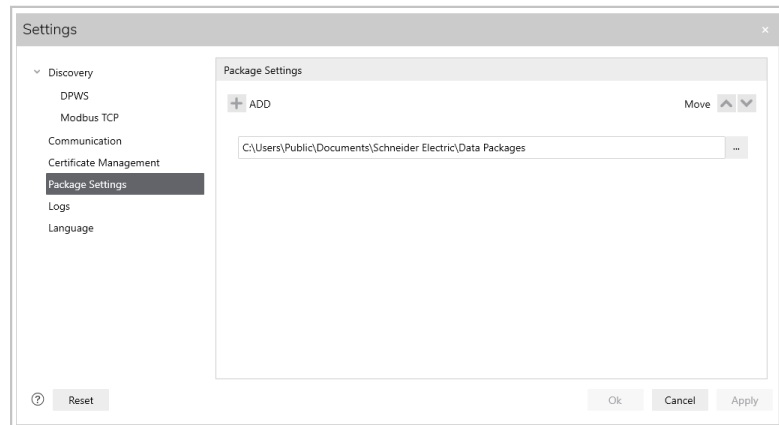 Settings
×
Discovery
DPWS
Modbus TCP
Communication
Certificate Management
Package Settings
Logs
Language
Package Settings
ADD
Move
C:\Users\Public\Documents\Schneider Electric\Data Packages
...
? Reset
Ok Cancel Apply